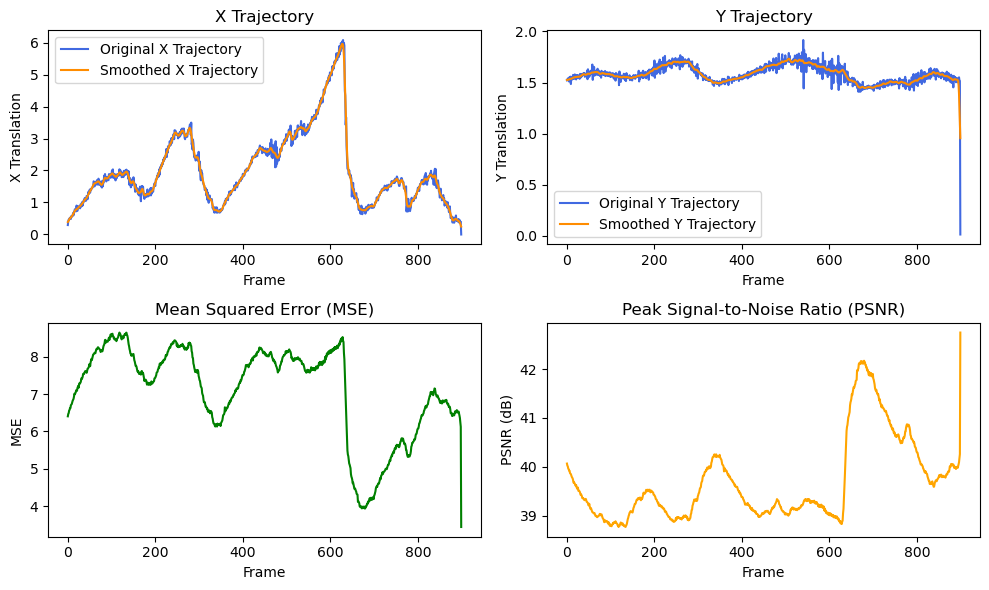 X Trajectory
Original X Trajectory
Smoothed X Trajectory
X Translation
6
5
4
3
2
1
0
0 200 400 600 800
Frame
Y Trajectory
Original Y Trajectory
Smoothed Y Trajectory
Y Translation
2.0
1.5
1.0
0.5
0.0
0 200 400 600 800
Frame
Mean Squared Error (MSE)
MSE
8
7
6
5
4
0 200 400 600 800
Frame
Peak Signal-to-Noise Ratio (PSNR)
PSNR (dB)
42
41
40
39
0 200 400 600 800
Frame